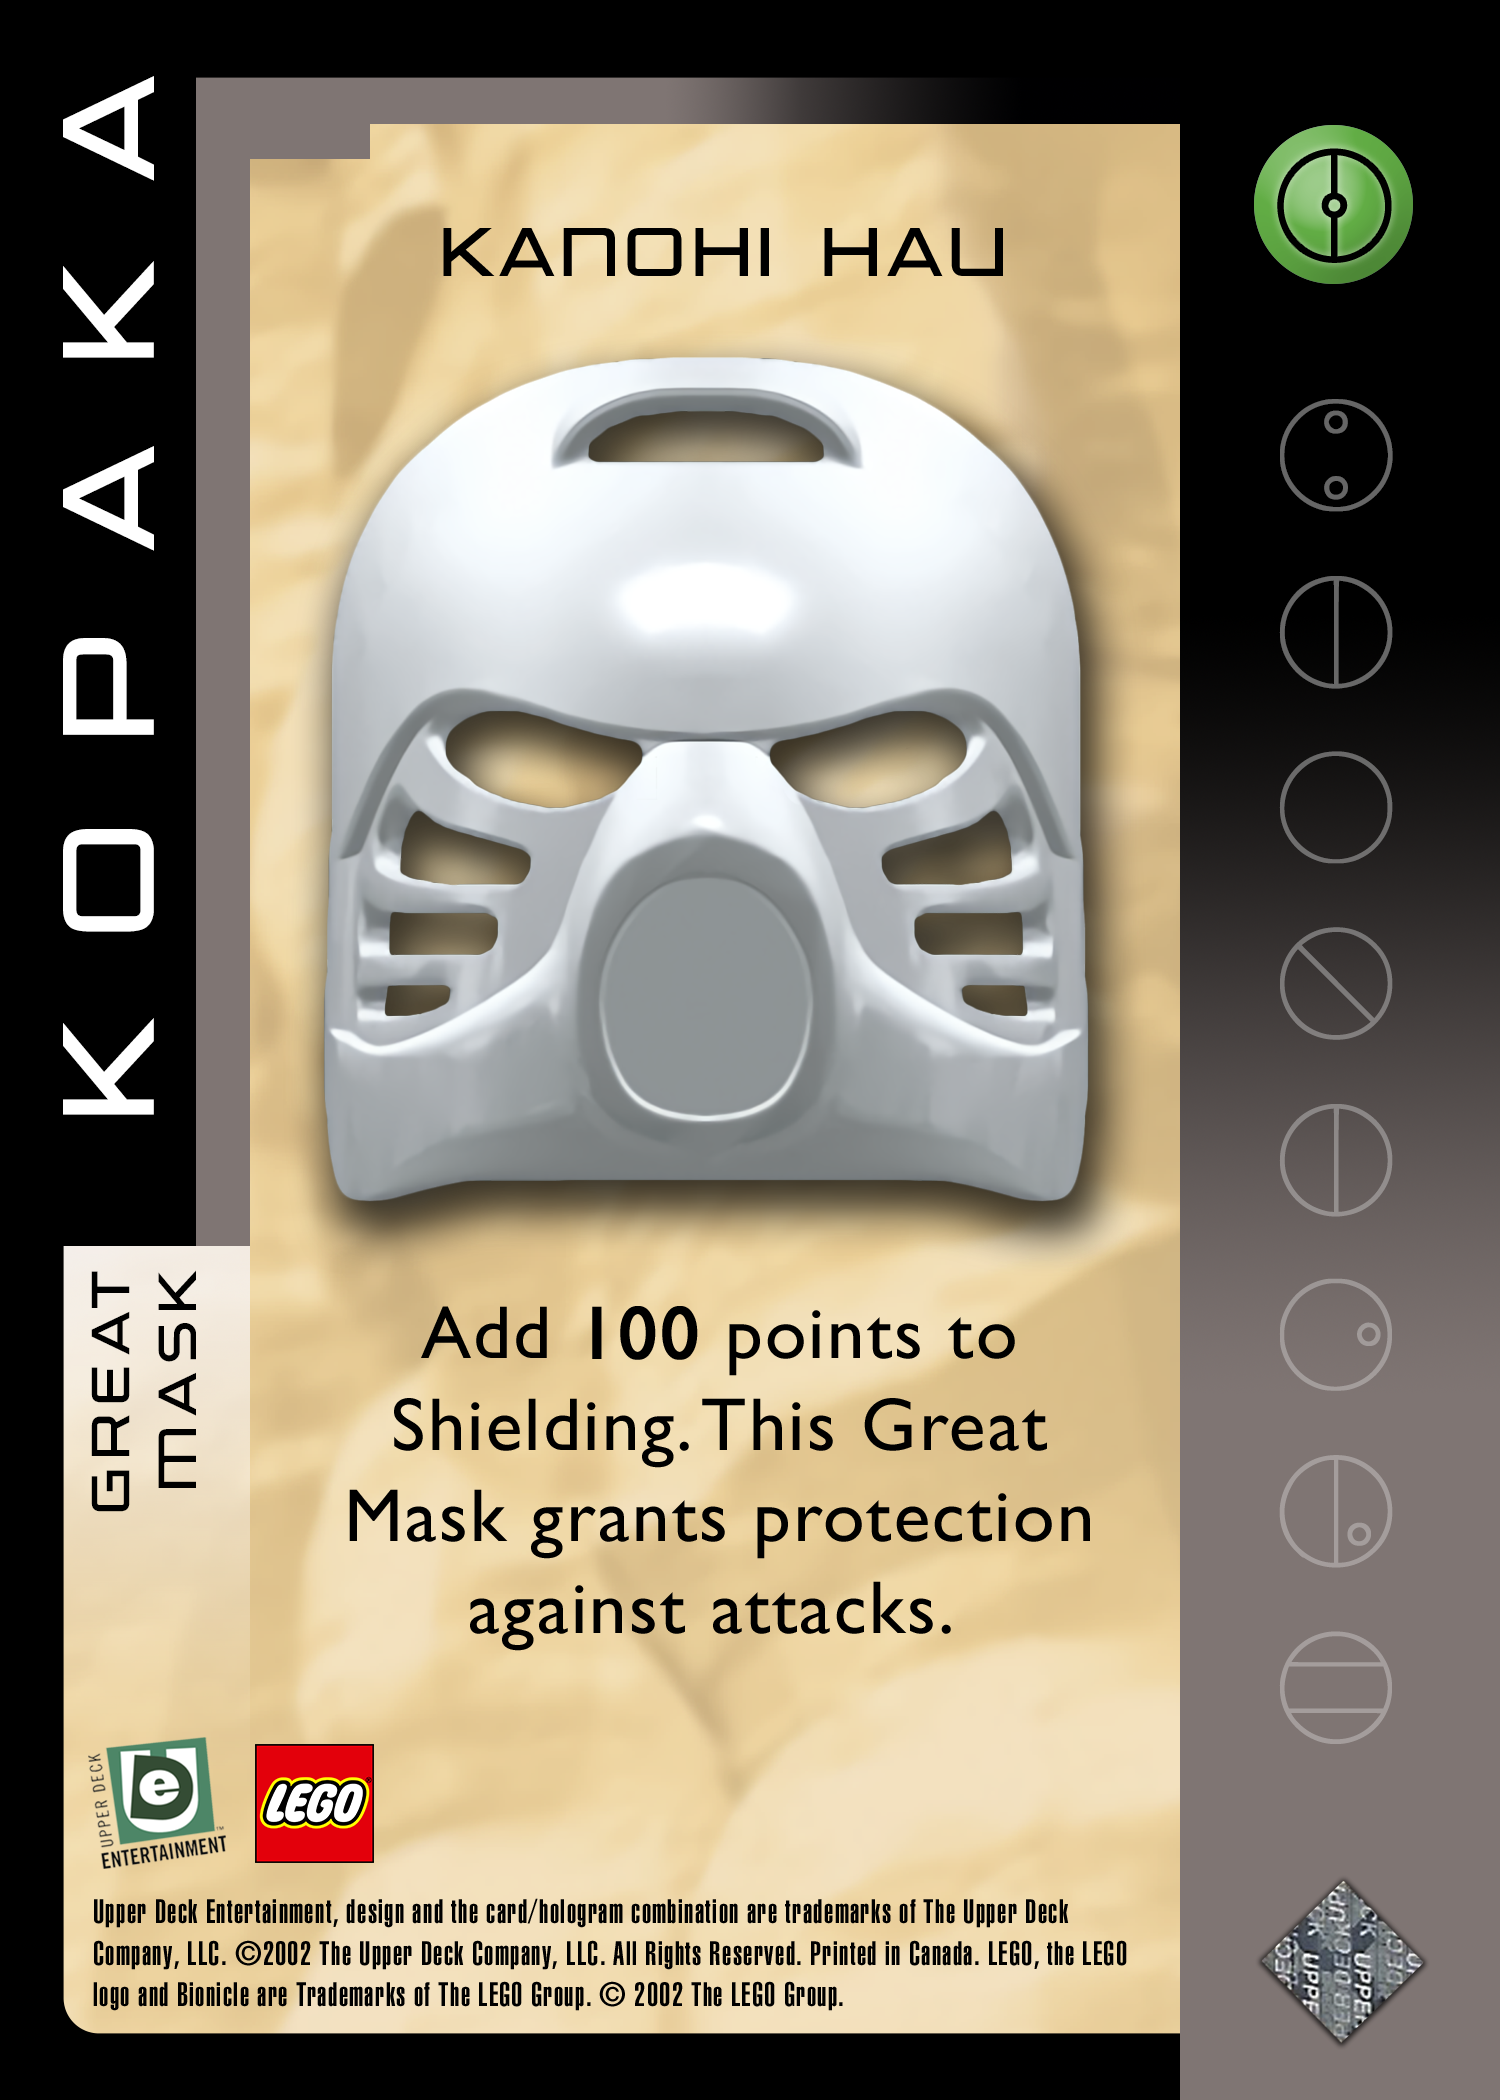 KOPAKA
KANOHI HAU
Add 100 points to
Shielding. This Great
Mask grants protection
against attacks.
GREAT
MASK
UPPER DECK
e
ENTERTAINMENT
™
LEGO
Upper Deck Entertainment, design and the card/hologram combination are trademarks of The Upper Deck
Company, LLC. ©2002 The Upper Deck Company, LLC. All Rights Reserved. Printed in Canada. LEGO, the LEGO
logo and Bionicle are Trademarks of The LEGO Group. © 2002 The LEGO Group.